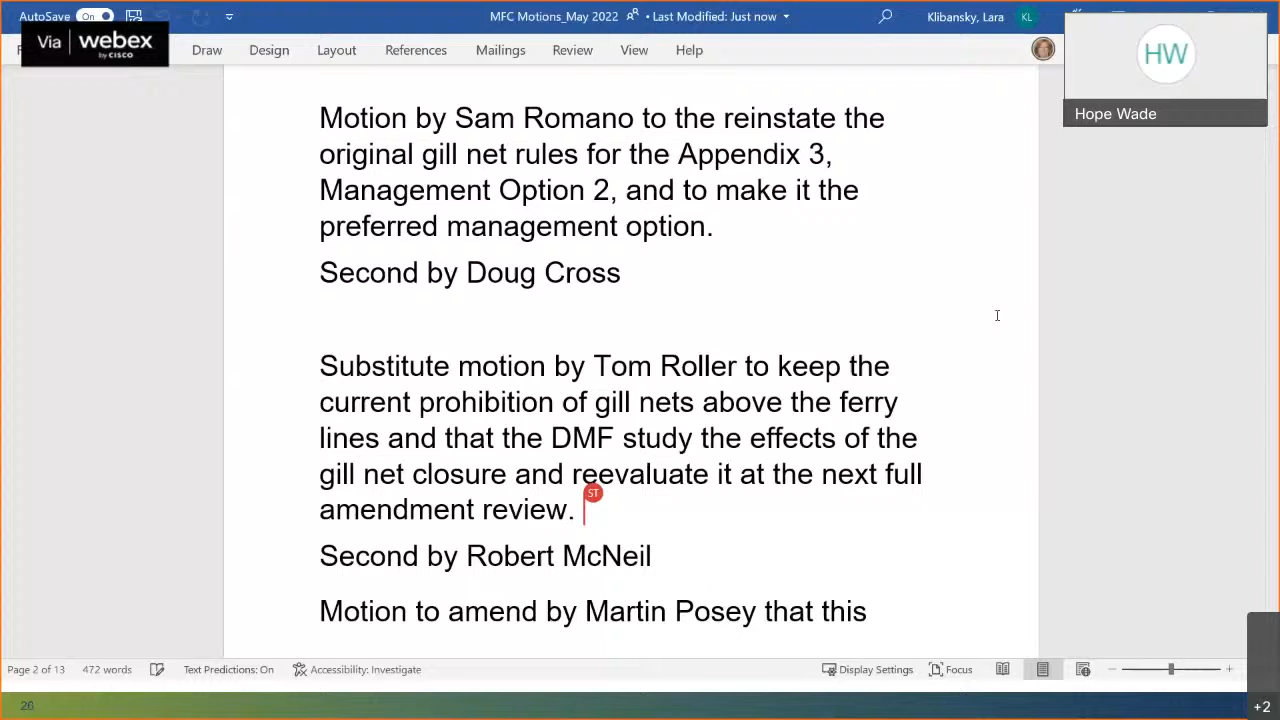 AutoSave On
MFC Motions_May 2022 • Last Modified: Just now
Klibansky, Lara KL
Via webex
by CISCO
Draw Design Layout References Mailings Review View Help
HW
Hope Wade
Motion by Sam Romano to the reinstate the
original gill net rules for the Appendix 3,
Management Option 2, and to make it the
preferred management option.
Second by Doug Cross
Substitute motion by Tom Roller to keep the
current prohibition of gill nets above the ferry
lines and that the DMF study the effects of the
gill net closure and reevaluate it at the next full
ST
amendment review.
Second by Robert McNeil
Motion to amend by Martin Posey that this
Page 2 of 13 472 words Text Predictions: On Accessibility: Investigate Display Settings Focus
26
+2